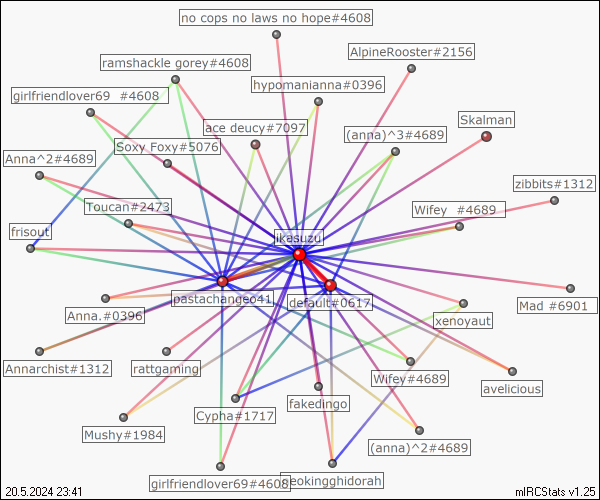 no cops no laws no hope#4608
AlpineRooster#2156
ramshackle gorey#4608
hypomanianna#0396
girlfriendlover69 #4608
Skalman
ace deucy#7097
(anna)^3#4689
Soxy Foxy#5076
Anna^2#4689
zibbits#1312
Toucan#2473
Wifey #4689
frisout
ikasuzu
pastachangeo41
default#0617
Mad #6901
Anna.#0396
xenoyaut
Annarchist#1312
rattgaming
Wifey#4689
avelicious
fakedingo
Cypha#1717
Mushy#1984
(anna)^2#4689
girlfriendlover69#4608
eokingghidorah
20.5.2024 23:41
mIRCStats v1.25